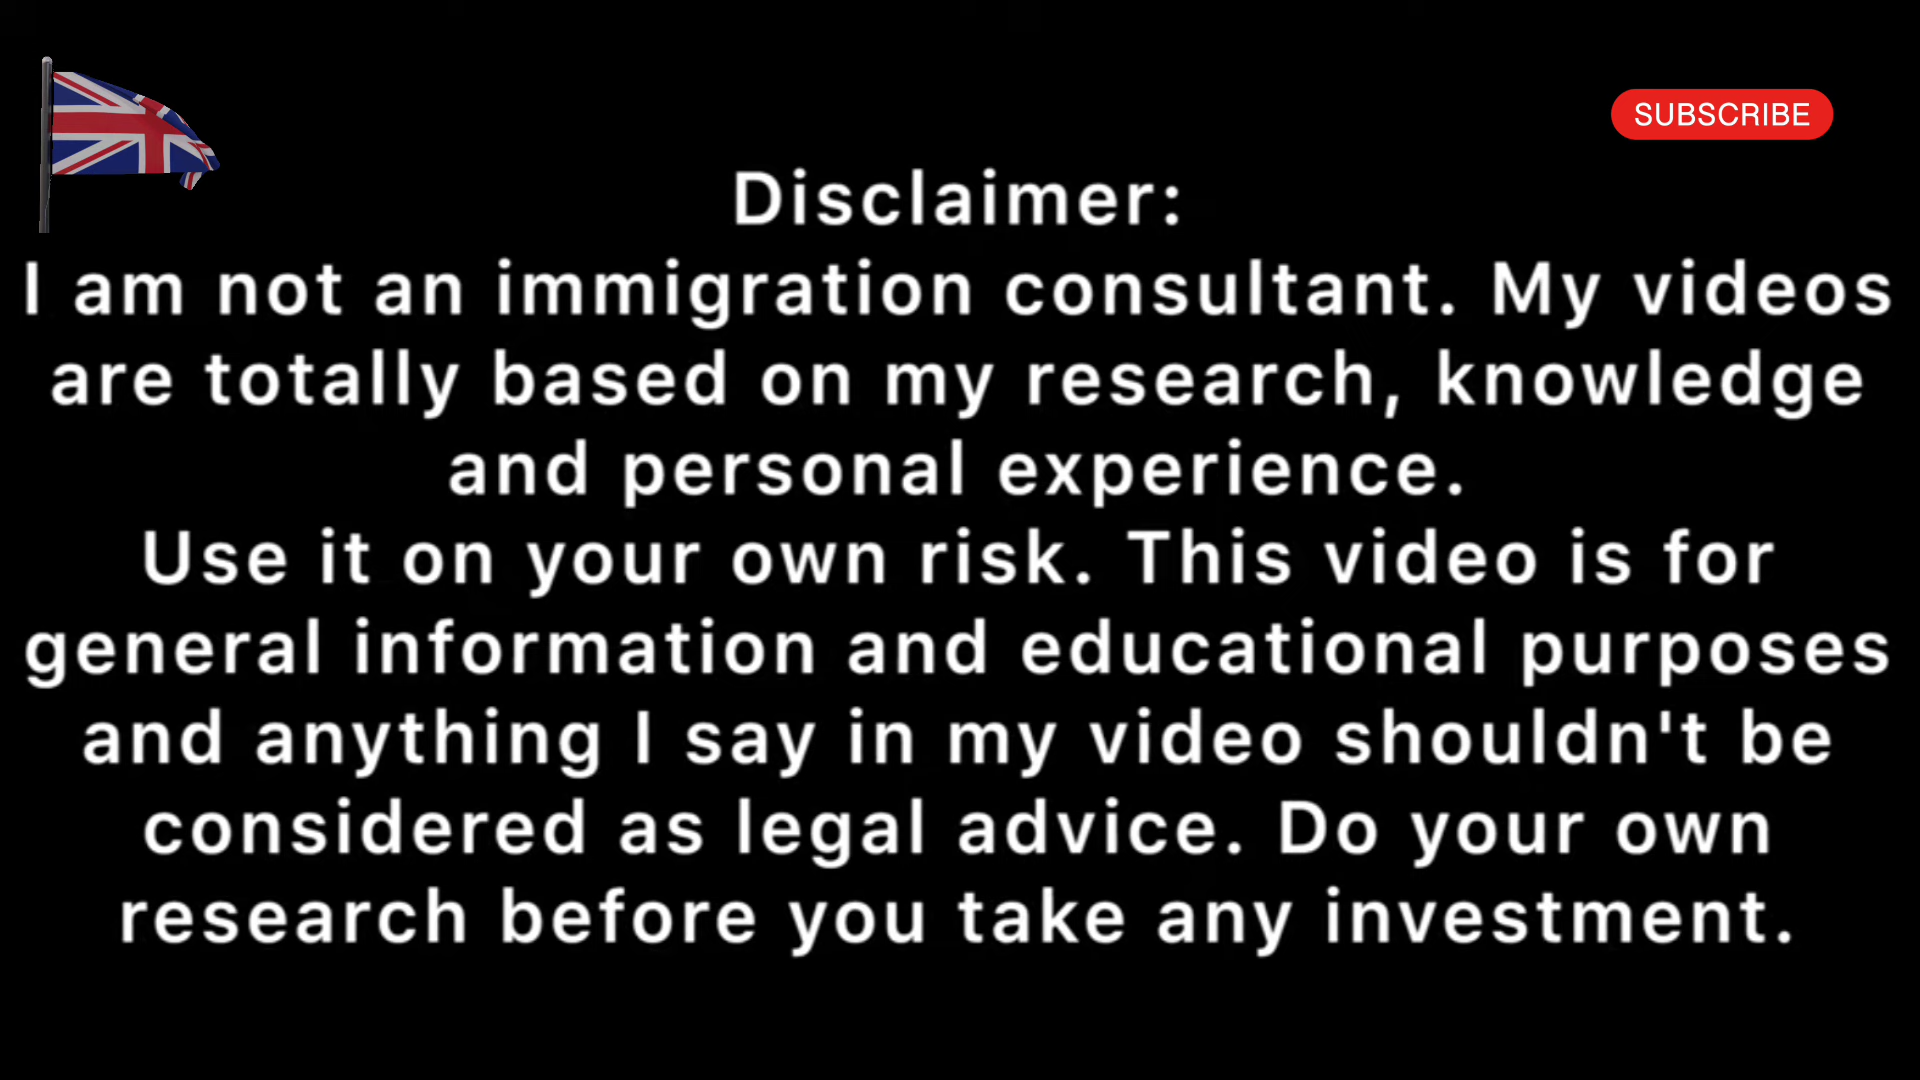 SUBSCRIBE
Disclaimer:
I am not an immigration consultant. My videos
are totally based on my research, knowledge
and personal experience.
Use it on your own risk. This video is for
general information and educational purposes
and anything I say in my video shouldn't be
considered as legal advice. Do your own
research before you take any investment.